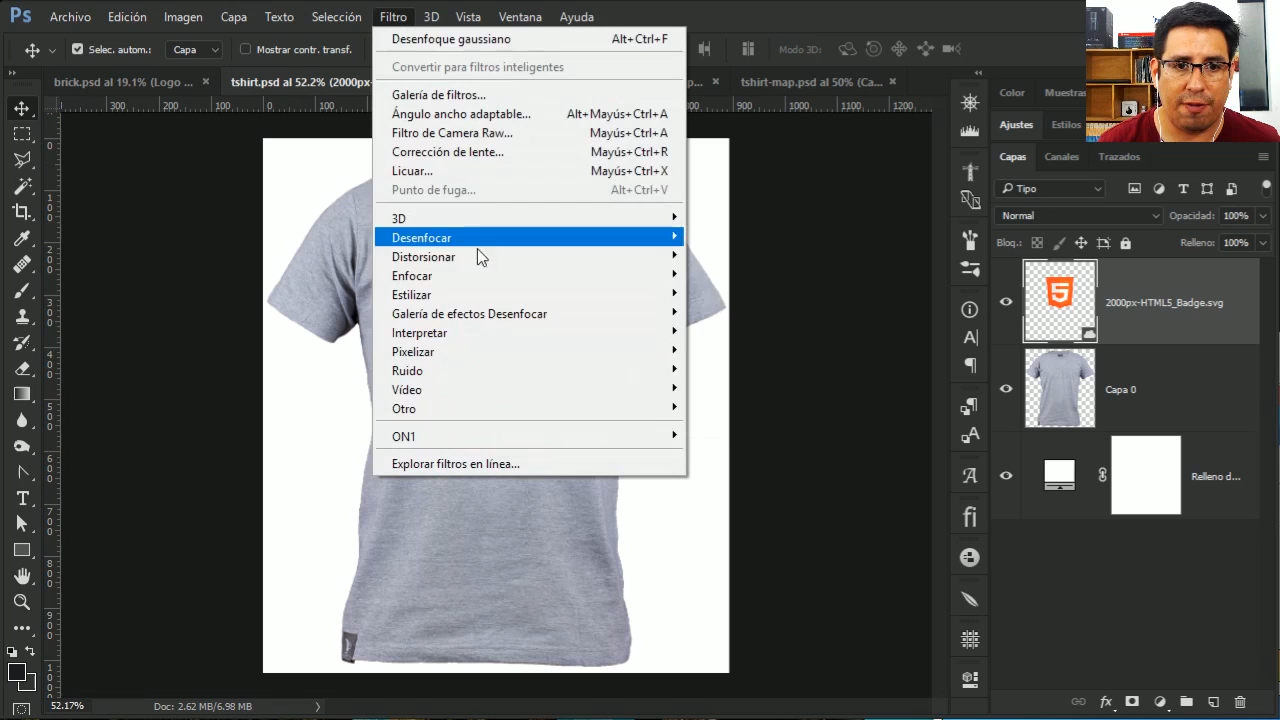 Ps Archivo Edición Imagen Capa Texto Selección Filtro 3D Vista Ventana Ayuda
Selec. autom.: Capa Mostrar contr. transf. Modo 3D:
brick.psd al 19.1% (Logo ... × tshirt.psd al 52.2% (2000px- × tshirt-map.psd al 50% (Ca... ×
300 200 100 0 100 900 1000 1100 1200
0
100
200
300
400
500
600
700
800
900
Desenfoque gaussiano Alt+Ctrl+F
Convertir para filtros inteligentes
Galería de filtros...
Ángulo ancho adaptable... Alt+Mayús+Ctrl+A
Filtro de Camera Raw... Mayús+Ctrl+A
Corrección de lente... Mayús+Ctrl+R
Licuar... Mayús+Ctrl+X
Punto de fuga... Alt+Ctrl+V
3D
Desenfocar
Distorsionar
Enfocar
Estilizar
Galería de efectos Desenfocar
Interpretar
Pixelizar
Ruido
Vídeo
Otro
ON1
Explorar filtros en línea...
Color Muestras
Ajustes Estilos
Capas Canales Trazados
Tipo
Normal Opacidad: 100%
Bloq.: Relleno: 100%
5
2000px-HTML5_Badge.svg
Capa 0
Relleno d...
fx
52.17% Doc: 2.62 MB/6.98 MB